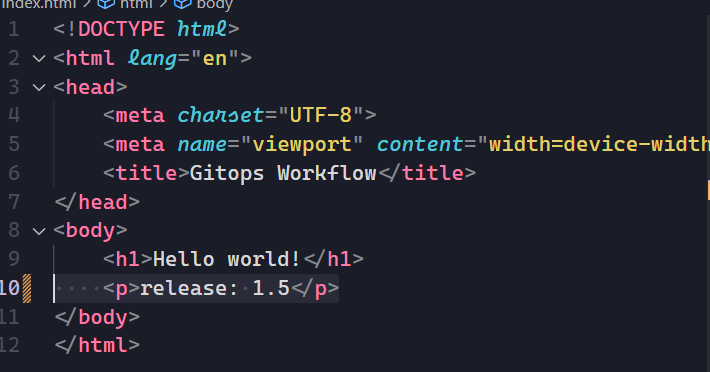 index.html > html > body
1 <!DOCTYPE html>
2 <html lang="en">
3 <head>
4 <meta charset="UTF-8">
5 <meta name="viewport" content="width=device-width
6 <title>Gitops Workflow</title>
7 </head>
8 <body>
9 <h1>Hello world!</h1>
10 <p>release: 1.5</p>
11 </body>
12 </html>